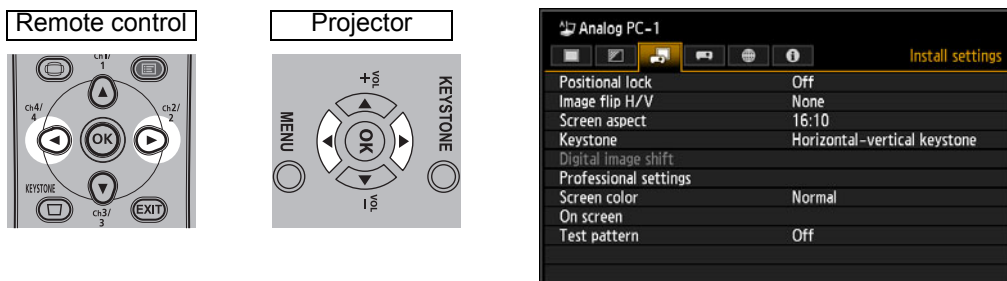 Remote control
Ch1/
1
Ch4/
4
Ch2/
2
OK
KEYSTONE
Ch3/
3
EXIT
Projector
VOL
+
KEYSTONE
MENU
OK
–
VOL
Analog PC-1
Install settings
Positional lock Off
Image flip H/V None
Screen aspect 16:10
Keystone Horizontal-vertical keystone
Digital image shift
Professional settings
Screen color Normal
On screen
Test pattern Off